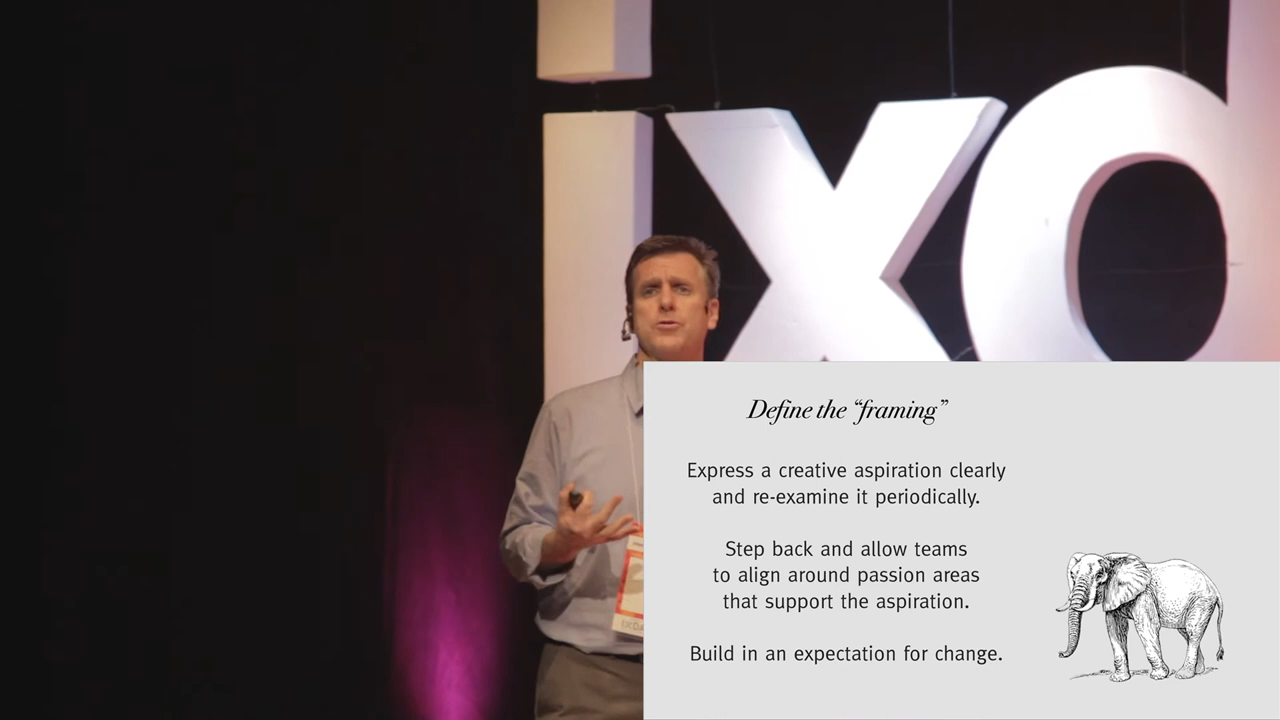 ixd
Define the “framing”
Express a creative aspiration clearly
and re-examine it periodically.
Step back and allow teams
to align around passion areas
that support the aspiration.
Build in an expectation for change.